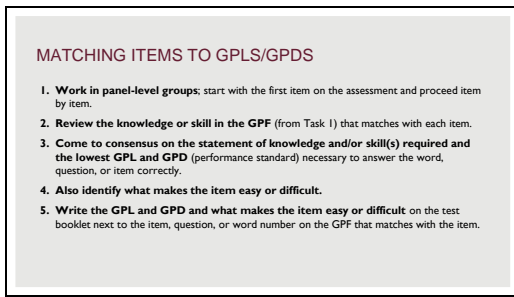 MATCHING ITEMS TO GPLS/GPDS
1. Work in panel-level groups; start with the first item on the assessment and proceed item
by item.
2. Review the knowledge or skill in the GPF (from Task 1) that matches with each item.
3. Come to consensus on the statement of knowledge and/or skill(s) required and
the lowest GPL and GPD (performance standard) necessary to answer the word,
question, or item correctly.
4. Also identify what makes the item easy or difficult.
5. Write the GPL and GPD and what makes the item easy or difficult on the test
booklet next to the item, question, or word number on the GPF that matches with the item.